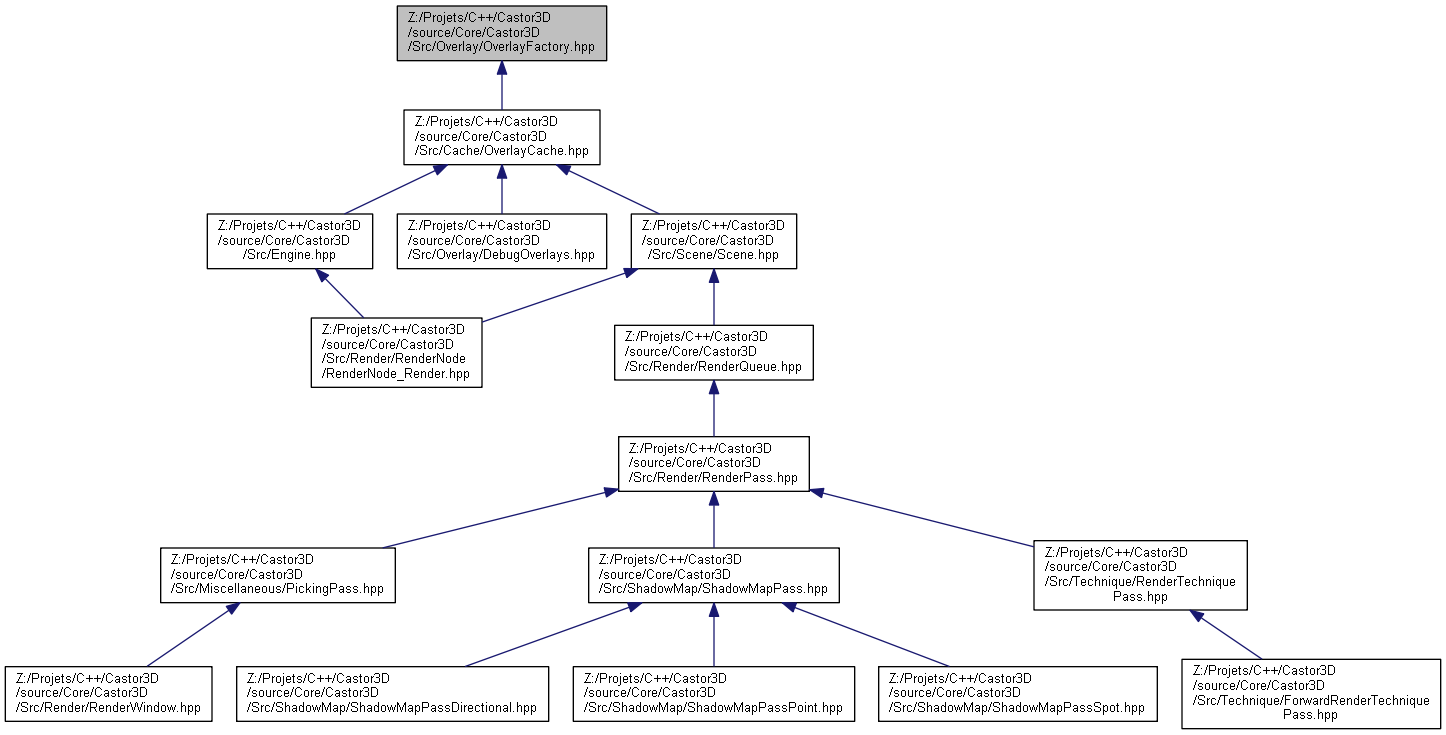 Z:/Projets/C++/Castor3D
/source/Core/Castor3D
/Src/Overlay/OverlayFactory.hpp
Z:/Projets/C++/Castor3D
/source/Core/Castor3D
/Src/Cache/OverlayCache.hpp
Z:/Projets/C++/Castor3D
/source/Core/Castor3D
/Src/Engine.hpp
Z:/Projets/C++/Castor3D
/source/Core/Castor3D
/Src/Overlay/DebugOverlays.hpp
Z:/Projets/C++/Castor3D
/source/Core/Castor3D
/Src/Scene/Scene.hpp
Z:/Projets/C++/Castor3D
/source/Core/Castor3D
/Src/Render/RenderNode
/RenderNode_Render.hpp
Z:/Projets/C++/Castor3D
/source/Core/Castor3D
/Src/Render/RenderQueue.hpp
Z:/Projets/C++/Castor3D
/source/Core/Castor3D
/Src/Render/RenderPass.hpp
Z:/Projets/C++/Castor3D
/source/Core/Castor3D
/Src/Miscellaneous/PickingPass.hpp
Z:/Projets/C++/Castor3D
/source/Core/Castor3D
/Src/ShadowMap/ShadowMapPass.hpp
Z:/Projets/C++/Castor3D
/source/Core/Castor3D
/Src/Technique/RenderTechnique
Pass.hpp
Z:/Projets/C++/Castor3D
/source/Core/Castor3D
/Src/Render/RenderWindow.hpp
Z:/Projets/C++/Castor3D
/source/Core/Castor3D
/Src/ShadowMap/ShadowMapPassDirectional.hpp
Z:/Projets/C++/Castor3D
/source/Core/Castor3D
/Src/ShadowMap/ShadowMapPassPoint.hpp
Z:/Projets/C++/Castor3D
/source/Core/Castor3D
/Src/ShadowMap/ShadowMapPassSpot.hpp
Z:/Projets/C++/Castor3D
/source/Core/Castor3D
/Src/Technique/ForwardRenderTechnique
Pass.hpp